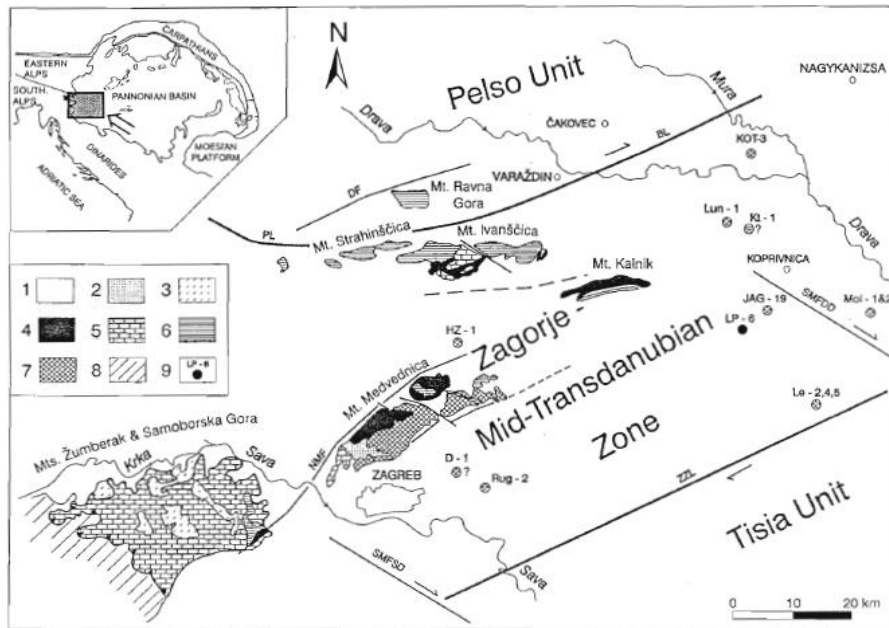 CARPATHIANS
EASTERN
ALPS
SOUTH.
ALPS
PANNONIAN BASIN
DINARIDES
MOESIAN
PLATFORM
ADRIATIC SEA
N
Pelso Unit
Mura
NAGYKANIZSA
Drava
ČAKOVEC
BL
KOT-3
VARAŽDIN
DF
Mt. Ravna
Gora
PL
Mt. Strahinščica
Mt. Ivanščica
Lun - 1
Kt - 1
?
Drava
KOPRIVNICA
Mt. Kalnik
SMFDD
JAG - 19
Mol - 1&2
LP - 6
HZ - 1
Zagorje -
Mid-Transdanubian
Zone
Mt. Medvednica
Le - 2,4,5
1 2 3
4 5 6
7 8 9
LP - 6
Mts. Žumberak & Samoborska Gora
Krka
Sava
NMF
D - 1
?
Rug - 2
ZAGREB
ZZL
Tisia Unit
SMFSD
Sava
0 10 20 km